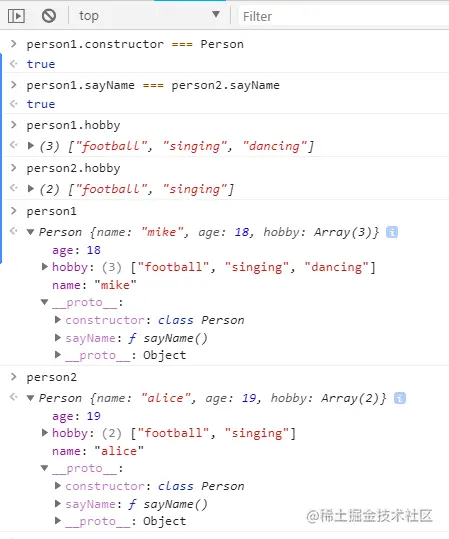 top
Filter
person1.constructor === Person
true
person1.sayName === person2.sayName
true
person1.hobby
(3) ["football", "singing", "dancing"]
person2.hobby
(2) ["football", "singing"]
person1
Person {name: "mike", age: 18, hobby: Array(3)}
age: 18
hobby: (3) ["football", "singing", "dancing"]
name: "mike"
__proto__:
constructor: class Person
sayName: ƒ sayName()
__proto__: Object
person2
Person {name: "alice", age: 19, hobby: Array(2)}
age: 19
hobby: (2) ["football", "singing"]
name: "alice"
__proto__:
constructor: class Person
sayName: ƒ sayName()
__proto__: Object
@稀土掘金技术社区